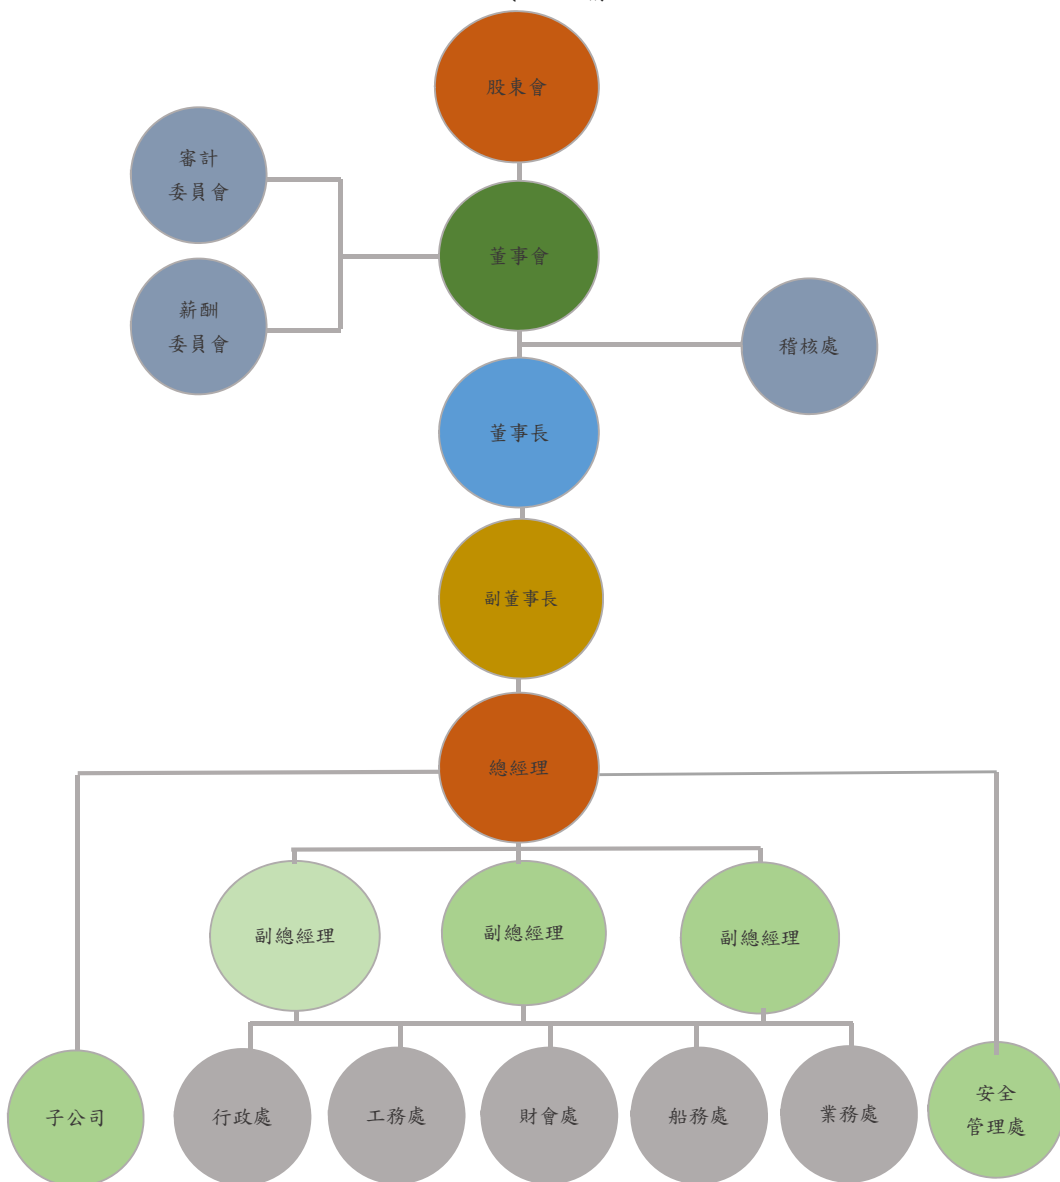 股東會
審計
委員會
董事會
薪酬
委員會
稽核處
董事長
副董事長
總經理
副總經理
副總經理
副總經理
子公司
行政處
工務處
財會處
船務處
業務處
安全
管理處